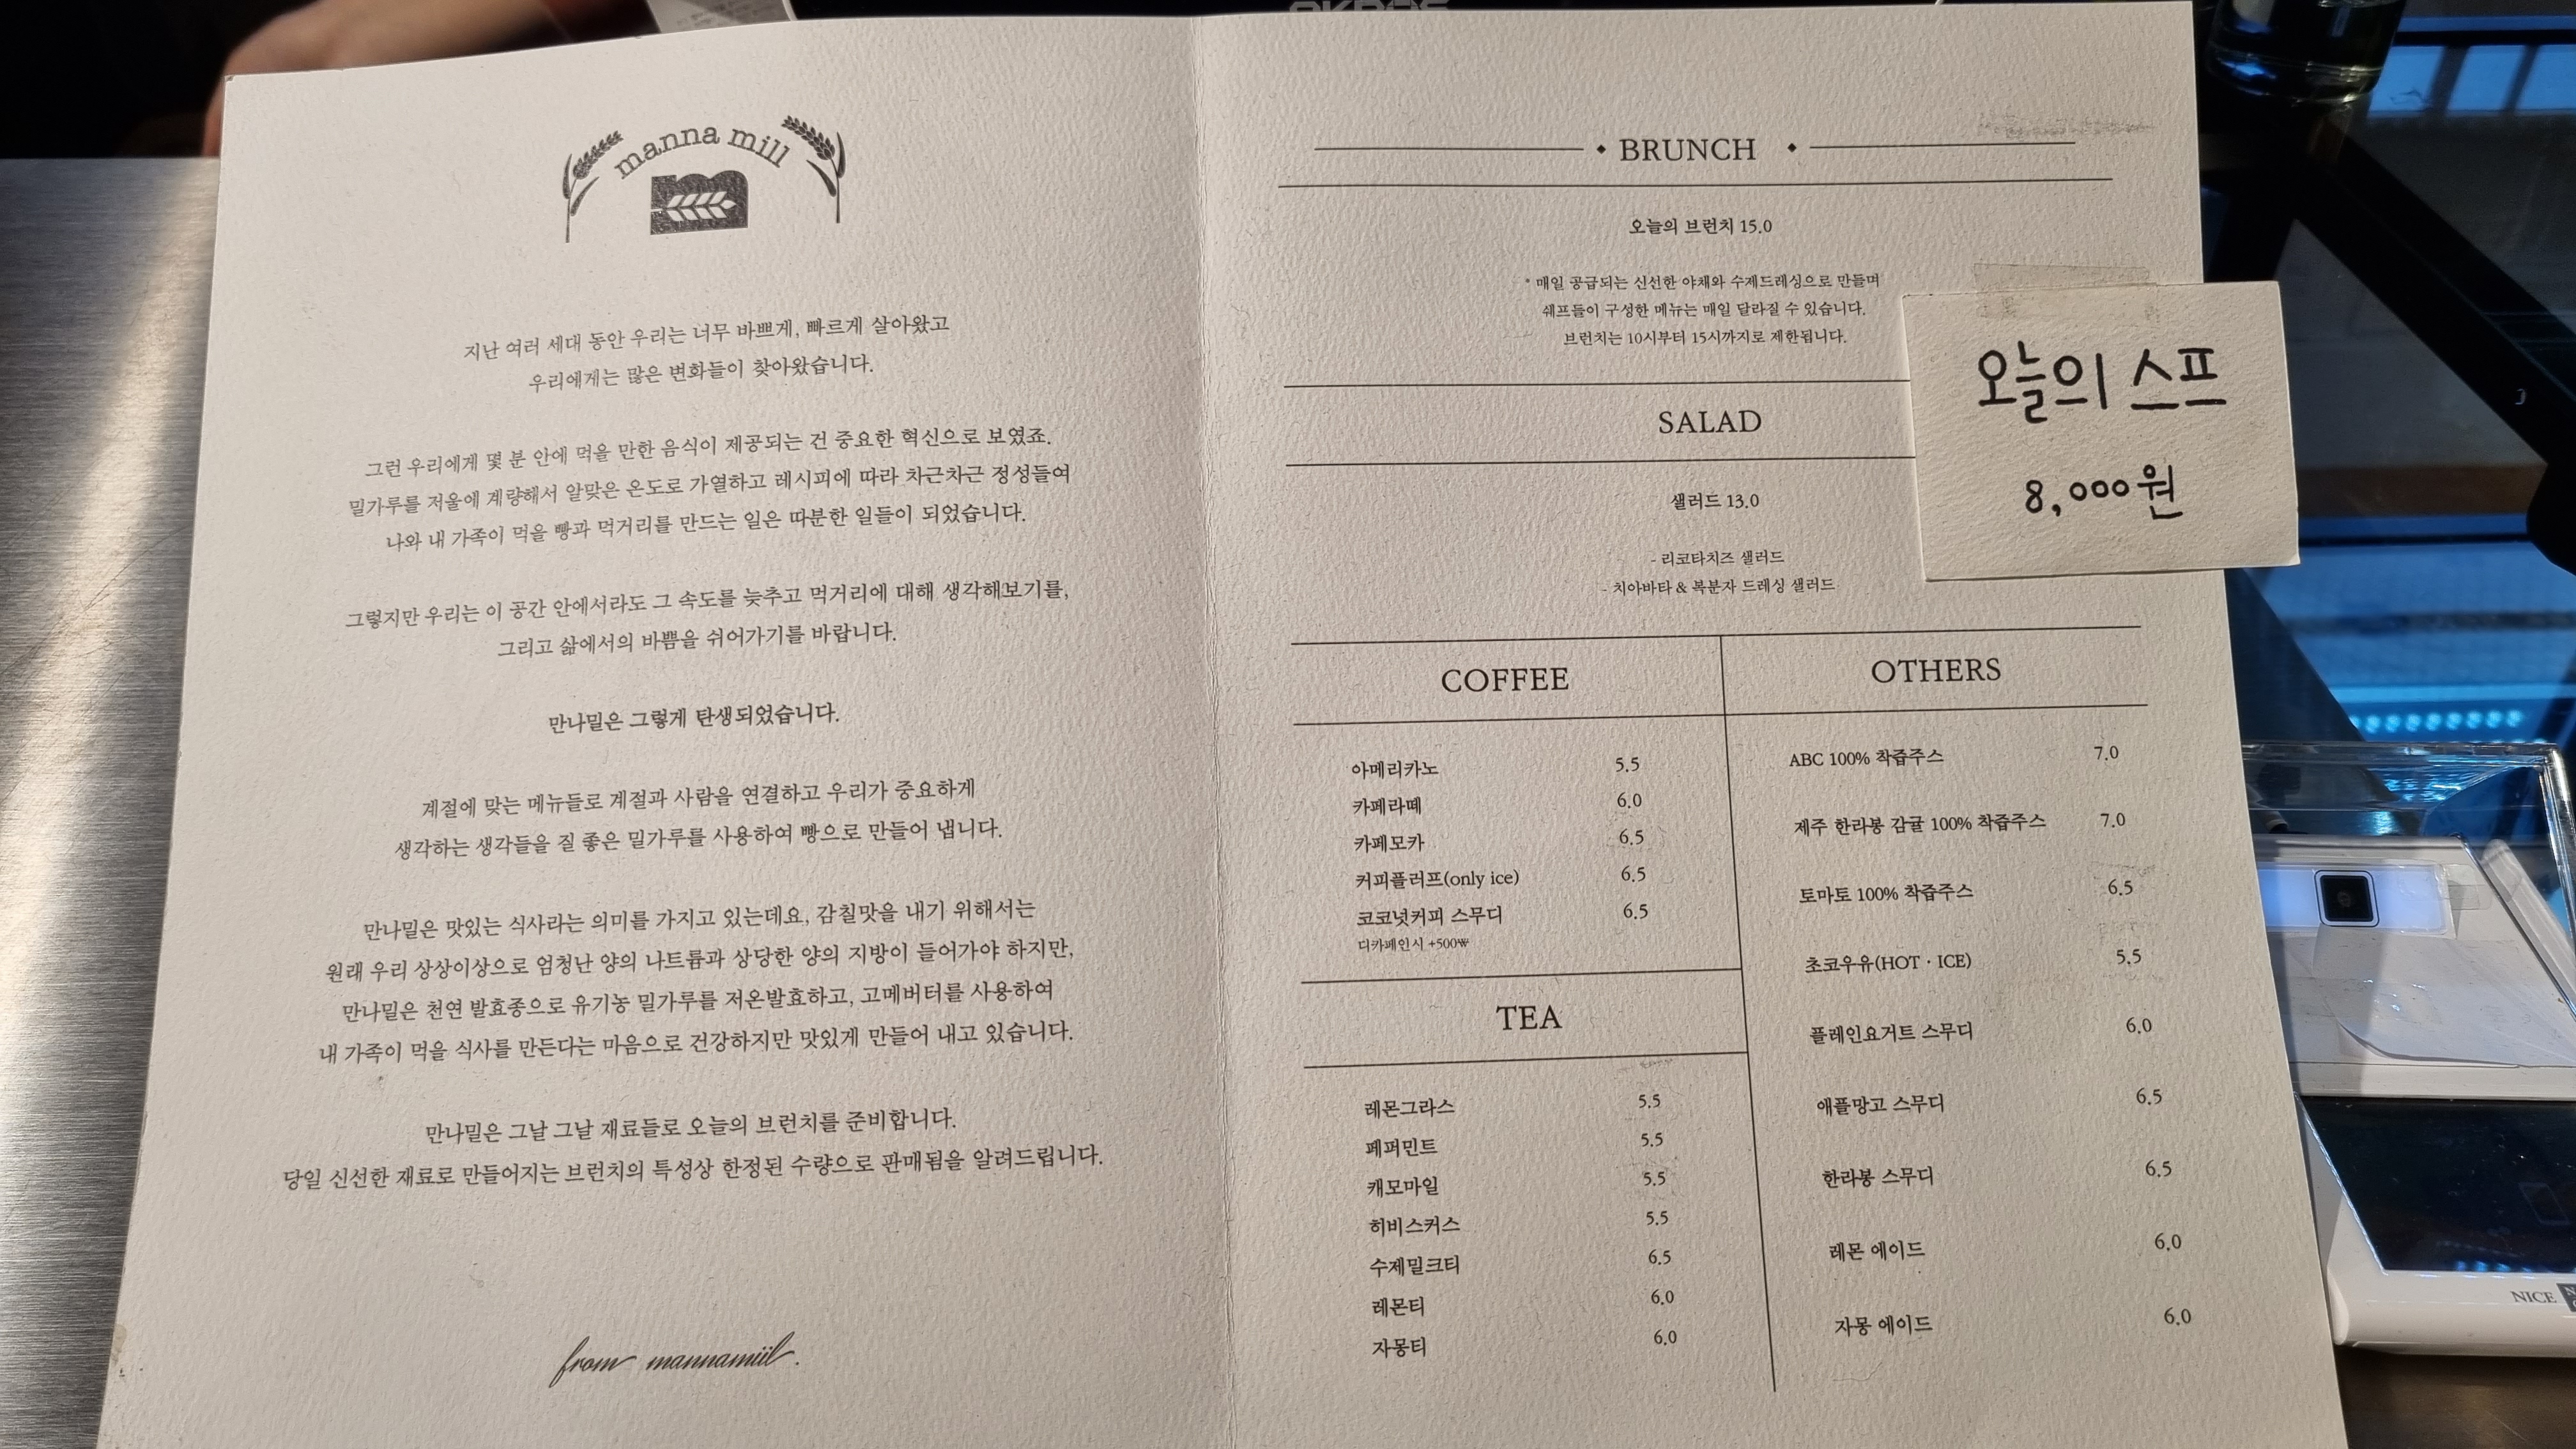 manna mill
지난 여러 세대 동안 우리는 너무 바쁘게, 빠르게 살아왔고
우리에게는 많은 변화들이 찾아왔습니다.
그런 우리에게 몇 분 안에 먹을 만한 음식이 제공되는 건 중요한 혁신으로 보였죠.
밀가루를 저울에 계량해서 알맞은 온도로 가열하고 레시피에 따라 차근차근 정성들여
나와 내 가족이 먹을 빵과 먹거리를 만드는 일은 따분한 일들이 되었습니다.
그렇지만 우리는 이 공간 안에서라도 그 속도를 늦추고 먹거리에 대해 생각해보기를,
그리고 삶에서의 바쁨을 쉬어가기를 바랍니다.
만나밀은 그렇게 탄생되었습니다.
계절에 맞는 메뉴들로 계절과 사람을 연결하고 우리가 중요하게
생각하는 생각들을 질 좋은 밀가루를 사용하여 빵으로 만들어 냅니다.
만나밀은 맛있는 식사라는 의미를 가지고 있는데요, 감칠맛을 내기 위해서는
원래 우리 상상이상으로 엄청난 양의 나트륨과 상당한 양의 지방이 들어가야 하지만,
만나밀은 천연 발효종으로 유기농 밀가루를 저온발효하고, 고메버터를 사용하여
내 가족이 먹을 식사를 만든다는 마음으로 건강하지만 맛있게 만들어 내고 있습니다.
만나밀은 그날 그날 재료들로 오늘의 브런치를 준비합니다.
당일 신선한 재료로 만들어지는 브런치의 특성상 한정된 수량으로 판매됨을 알려드립니다.
from mannamiil.
BRUNCH
오늘의 브런치 15.0
* 매일 공급되는 신선한 야채와 수제드레싱으로 만들며
쉐프들이 구성한 메뉴는 매일 달라질 수 있습니다.
브런치는 10시부터 15시까지로 제한됩니다.
오늘의 스프
8,000원
SALAD
샐러드 13.0
- 리코타치즈 샐러드
- 치아바타 & 복분자 드레싱 샐러드
COFFEE
아메리카노 5.5
카페라떼 6.0
카페모카 6.5
커피플러프(only ice) 6.5
코코넛커피 스무디 6.5
디카페인시 +500₩
TEA
레몬그라스 5.5
페퍼민트 5.5
캐모마일 5.5
히비스커스 5.5
수제밀크티 6.5
레몬티 6.0
자몽티 6.0
OTHERS
ABC 100% 착즙주스 7.0
제주 한라봉 감귤 100% 착즙주스 7.0
토마토 100% 착즙주스 6.5
초코우유(HOT · ICE) 5.5
플레인요거트 스무디 6.0
애플망고 스무디 6.5
한라봉 스무디 6.5
레몬 에이드 6.0
자몽 에이드 6.0
NICE